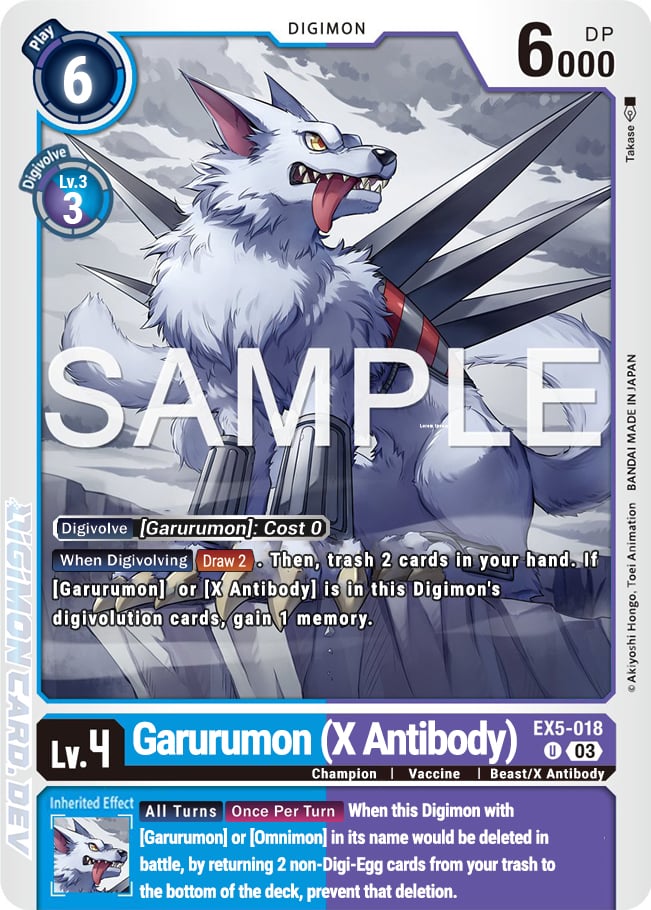 DIGIMON
Play
6
DP
6000
Digivolve
Lv.3
3
Takase
SAMPLE
Lorem Ipsum
BANDAI MADE IN JAPAN
© Akiyoshi Hongo, Toei Animation
DIGIMONCARD.DEV
Digivolve [Garurumon]: Cost 0
When Digivolving Draw 2 . Then, trash 2 cards in your hand. If
[Garurumon] or [X Antibody] is in this Digimon's
digivolution cards, gain 1 memory.
Lv.4
Garurumon (X Antibody)
EX5-018
U 03
Champion | Vaccine | Beast/X Antibody
Inherited Effect
All Turns Once Per Turn When this Digimon with
[Garurumon] or [Omnimon] in its name would be deleted in
battle, by returning 2 non-Digi-Egg cards from your trash to
the bottom of the deck, prevent that deletion.